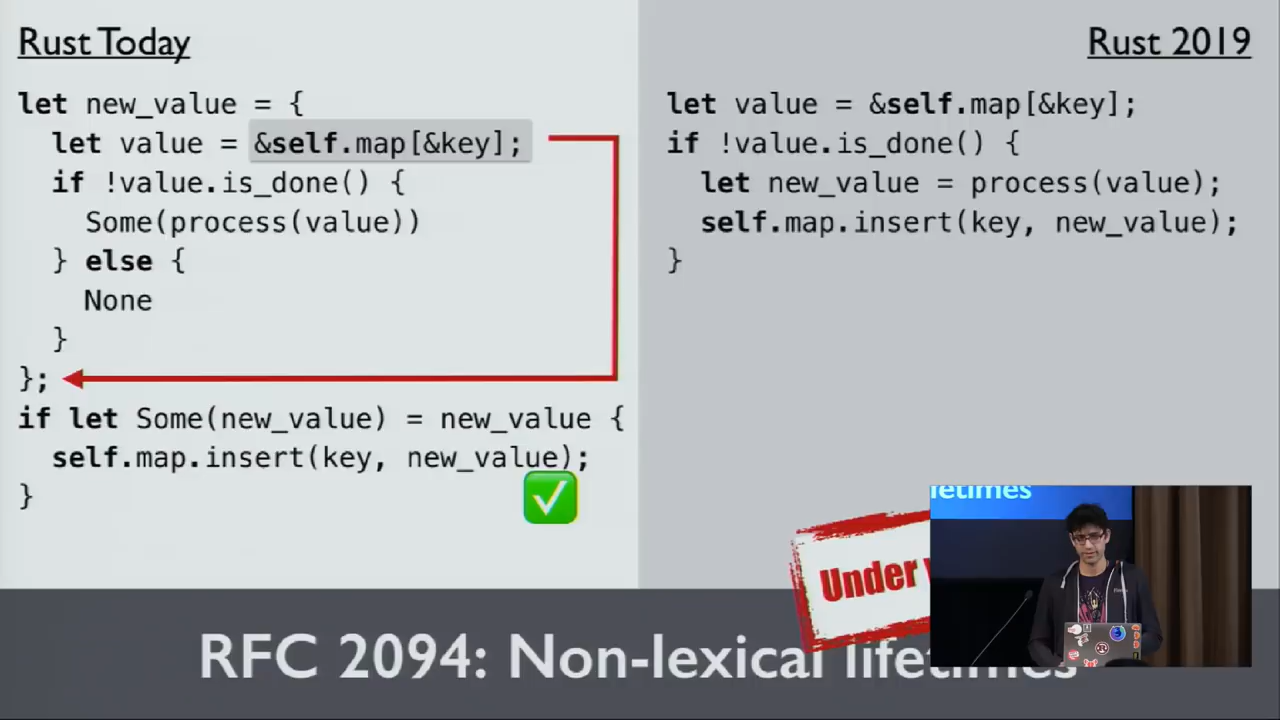 Rust Today
let new_value = {
  let value = &self.map[&key];
  if !value.is_done() {
    Some(process(value))
  } else {
    None
  }
};
if let Some(new_value) = new_value {
  self.map.insert(key, new_value);
}
Rust 2019
let value = &self.map[&key];
if !value.is_done() {
  let new_value = process(value);
  self.map.insert(key, new_value);
}
Under
RFC 2094: Non-lexical lifetimes